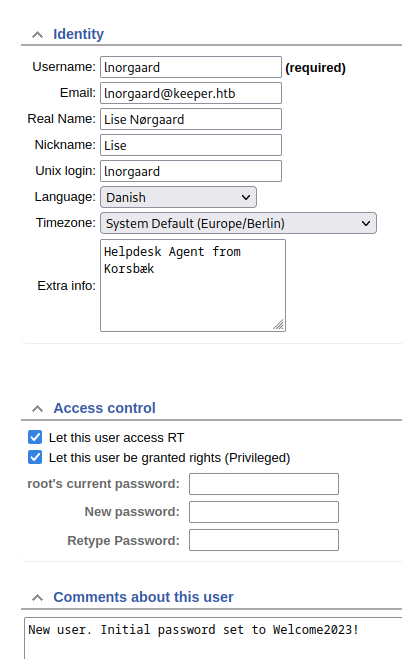 Identity
Username: lnorgaard (required)
Email: lnorgaard@keeper.htb
Real Name: Lise Nørgaard
Nickname: Lise
Unix login: lnorgaard
Language: Danish
Timezone: System Default (Europe/Berlin)
Extra info: Helpdesk Agent from
Korsbæk
Access control
Let this user access RT
Let this user be granted rights (Privileged)
root's current password:
New password:
Retype Password:
Comments about this user
New user. Initial password set to Welcome2023!